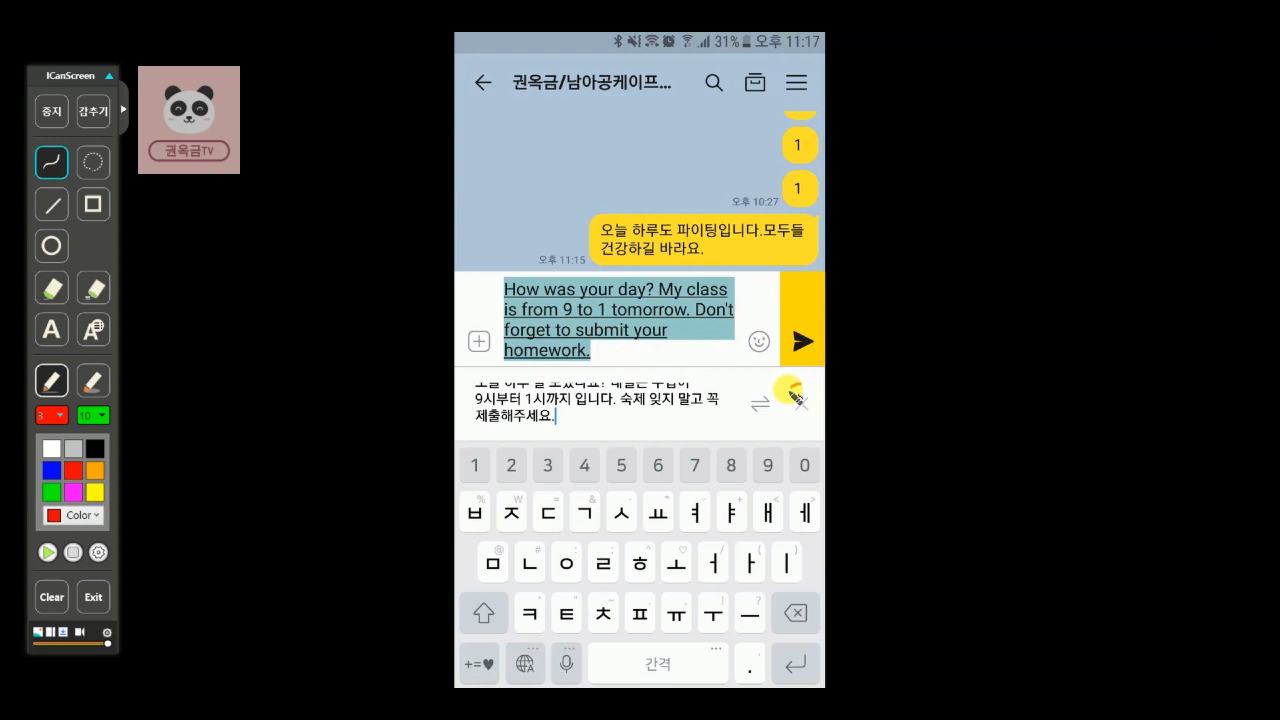 ICanScreen
중지 감추기
권옥금TV
3 10
Color
Clear Exit
31% 오후 11:17
권옥금/남아공케이프...
1
1
오후 10:27
오늘 하루도 파이팅입니다.모두들
건강하길 바라요.
오후 11:15
How was your day? My class
is from 9 to 1 tomorrow. Don't
forget to submit your
homework.
9시부터 1시까지 입니다. 숙제 잊지 말고 꼭
제출해주세요.
1 2 3 4 5 6 7 8 9 0
ㅂ ㅈ ㄷ ㄱ ㅅ ㅛ ㅕ ㅑ ㅐ ㅔ
ㅁ ㄴ ㅇ ㄹ ㅎ ㅗ ㅓ ㅏ ㅣ
ㅋ ㅌ ㅊ ㅍ ㅠ ㅜ ㅡ
+=♥ 간격 .